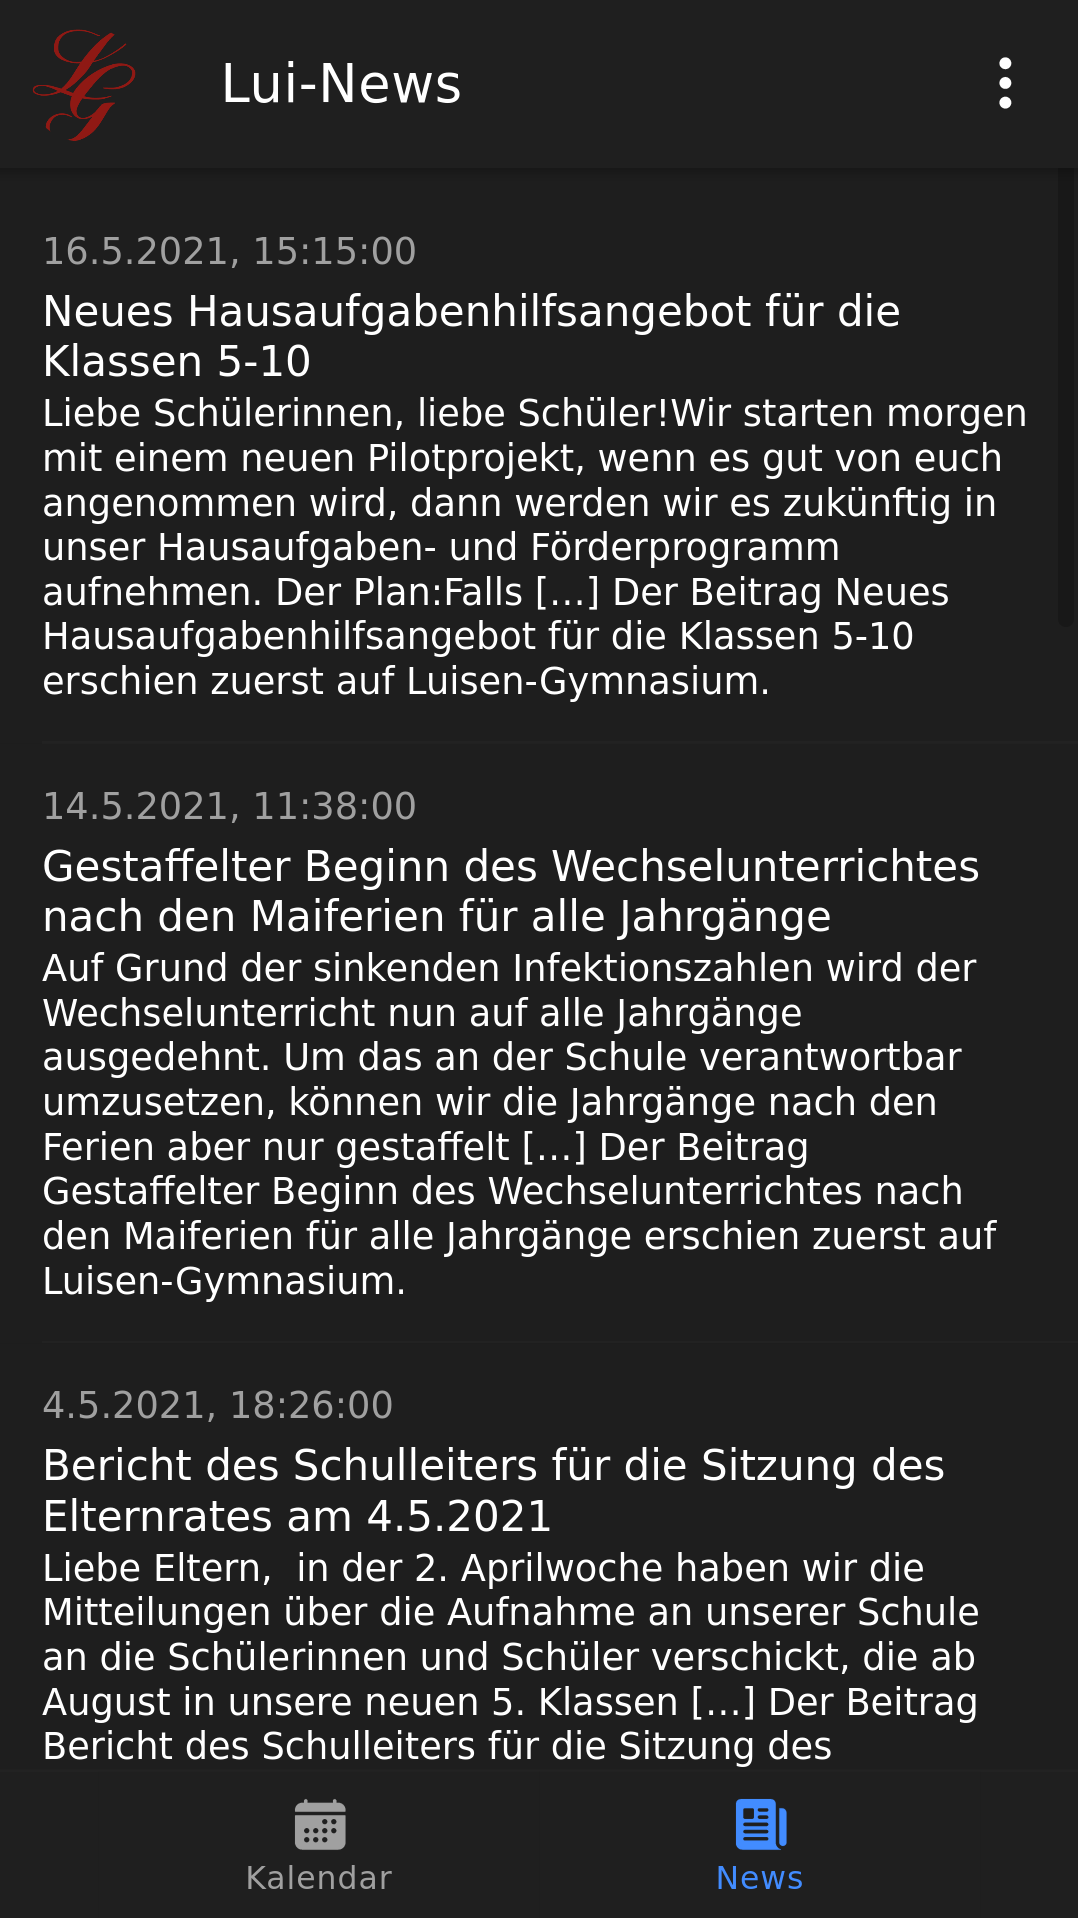 LG
Lui-News
16.5.2021, 15:15:00
Neues Hausaufgabenhilfsangebot für die
Klassen 5-10
Liebe Schülerinnen, liebe Schüler!Wir starten morgen
mit einem neuen Pilotprojekt, wenn es gut von euch
angenommen wird, dann werden wir es zukünftig in
unser Hausaufgaben- und Förderprogramm
aufnehmen. Der Plan:Falls […] Der Beitrag Neues
Hausaufgabenhilfsangebot für die Klassen 5-10
erschien zuerst auf Luisen-Gymnasium.
14.5.2021, 11:38:00
Gestaffelter Beginn des Wechselunterrichtes
nach den Maiferien für alle Jahrgänge
Auf Grund der sinkenden Infektionszahlen wird der
Wechselunterricht nun auf alle Jahrgänge
ausgedehnt. Um das an der Schule verantwortbar
umzusetzen, können wir die Jahrgänge nach den
Ferien aber nur gestaffelt […] Der Beitrag
Gestaffelter Beginn des Wechselunterrichtes nach
den Maiferien für alle Jahrgänge erschien zuerst auf
Luisen-Gymnasium.
4.5.2021, 18:26:00
Bericht des Schulleiters für die Sitzung des
Elternrates am 4.5.2021
Liebe Eltern,  in der 2. Aprilwoche haben wir die
Mitteilungen über die Aufnahme an unserer Schule
an die Schülerinnen und Schüler verschickt, die ab
August in unsere neuen 5. Klassen […] Der Beitrag
Bericht des Schulleiters für die Sitzung des
Kalendar
News